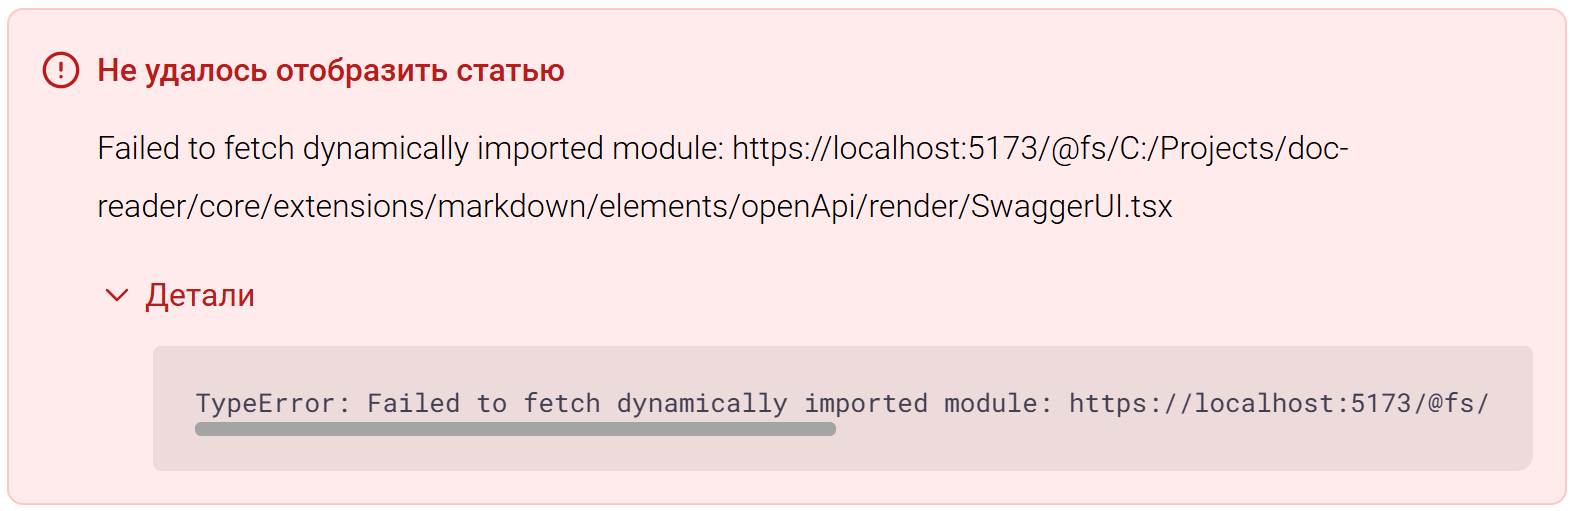 Не удалось отобразить статью
Failed to fetch dynamically imported module: https://localhost:5173/@fs/C:/Projects/doc-
reader/core/extensions/markdown/elements/openApi/render/SwaggerUI.tsx
Детали
TypeError: Failed to fetch dynamically imported module: https://localhost:5173/@fs/